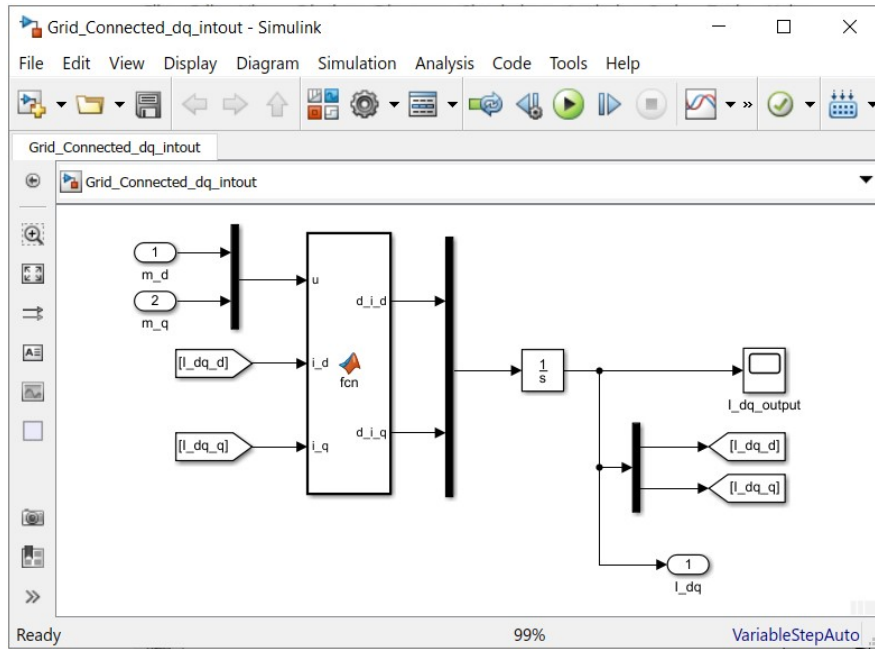 Grid_Connected_dq_intout - Simulink
File Edit View Display Diagram Simulation Analysis Code Tools Help
Grid_Connected_dq_intout
Grid_Connected_dq_intout
1
m_d
2
m_q
[I_dq_d]
[I_dq_q]
u
i_d
i_q
fcn
d_i_d
d_i_q
1
s
I_dq_output
[I_dq_d]
[I_dq_q]
1
I_dq
Ready 99% VariableStepAuto